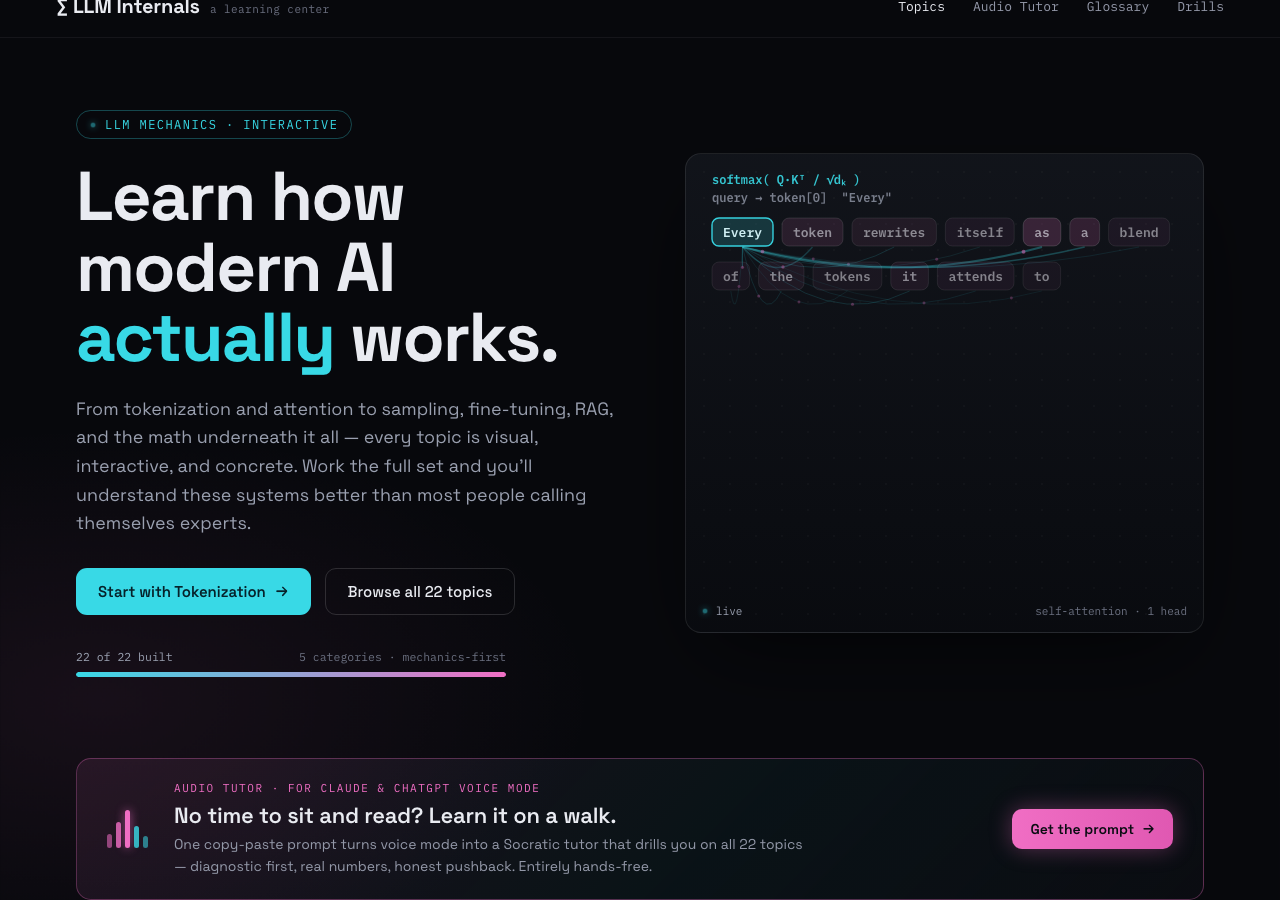 ∑ LLM Internals a learning center
Topics Audio Tutor Glossary Drills
LLM MECHANICS · INTERACTIVE
Learn how
modern AI
actually works.
From tokenization and attention to sampling, fine-tuning, RAG,
and the math underneath it all — every topic is visual,
interactive, and concrete. Work the full set and you'll
understand these systems better than most people calling
themselves experts.
Start with Tokenization →
Browse all 22 topics
22 of 22 built
5 categories · mechanics-first
softmax( Q·Kᵀ / √dₖ )
query → token[0] "Every"
Every token rewrites itself as a blend
of the tokens it attends to
live
self-attention · 1 head
AUDIO TUTOR · FOR CLAUDE & CHATGPT VOICE MODE
No time to sit and read? Learn it on a walk.
One copy-paste prompt turns voice mode into a Socratic tutor that drills you on all 22 topics
— diagnostic first, real numbers, honest pushback. Entirely hands-free.
Get the prompt →